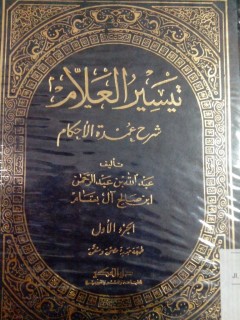 تيسير العلام
شرح عمدة الأحكام
تأليف
عبد الله بن عبد الرحمن
ابن صالح آل بسام
الجزء الأول